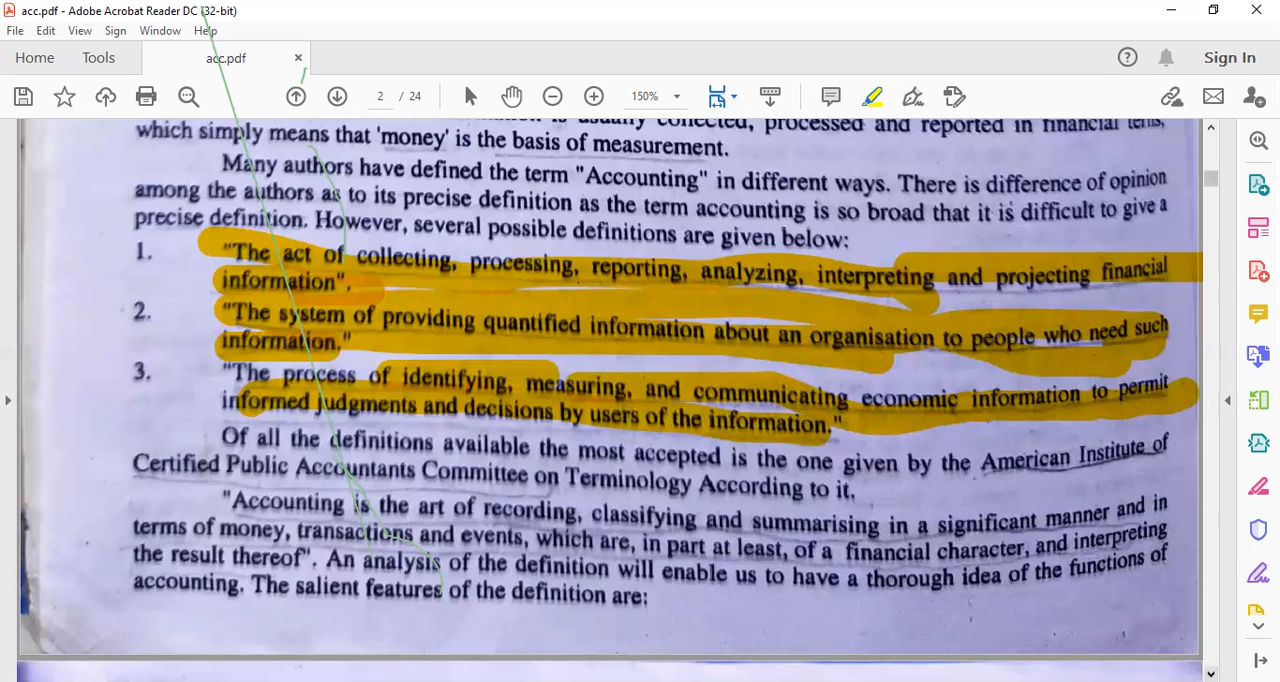 acc.pdf - Adobe Acrobat Reader DC (32-bit)
File Edit View Sign Window Help
Home Tools acc.pdf × Sign In
2 / 24 150%
is usually collected, processed and reported in financial terms,
which simply means that 'money' is the basis of measurement.
Many authors have defined the term "Accounting" in different ways. There is difference of opinion
among the authors as to its precise definition as the term accounting is so broad that it is difficult to give a
precise definition. However, several possible definitions are given below:
1. "The act of collecting, processing, reporting, analyzing, interpreting and projecting financial
information".
2. "The system of providing quantified information about an organisation to people who need such
information."
3. "The process of identifying, measuring, and communicating economic information to permit
informed judgments and decisions by users of the information."
Of all the definitions available the most accepted is the one given by the American Institute of
Certified Public Accountants Committee on Terminology According to it.
"Accounting is the art of recording, classifying and summarising in a significant manner and in
terms of money, transactions and events, which are, in part at least, of a financial character, and interpreting
the result thereof". An analysis of the definition will enable us to have a thorough idea of the functions of
accounting. The salient features of the definition are: